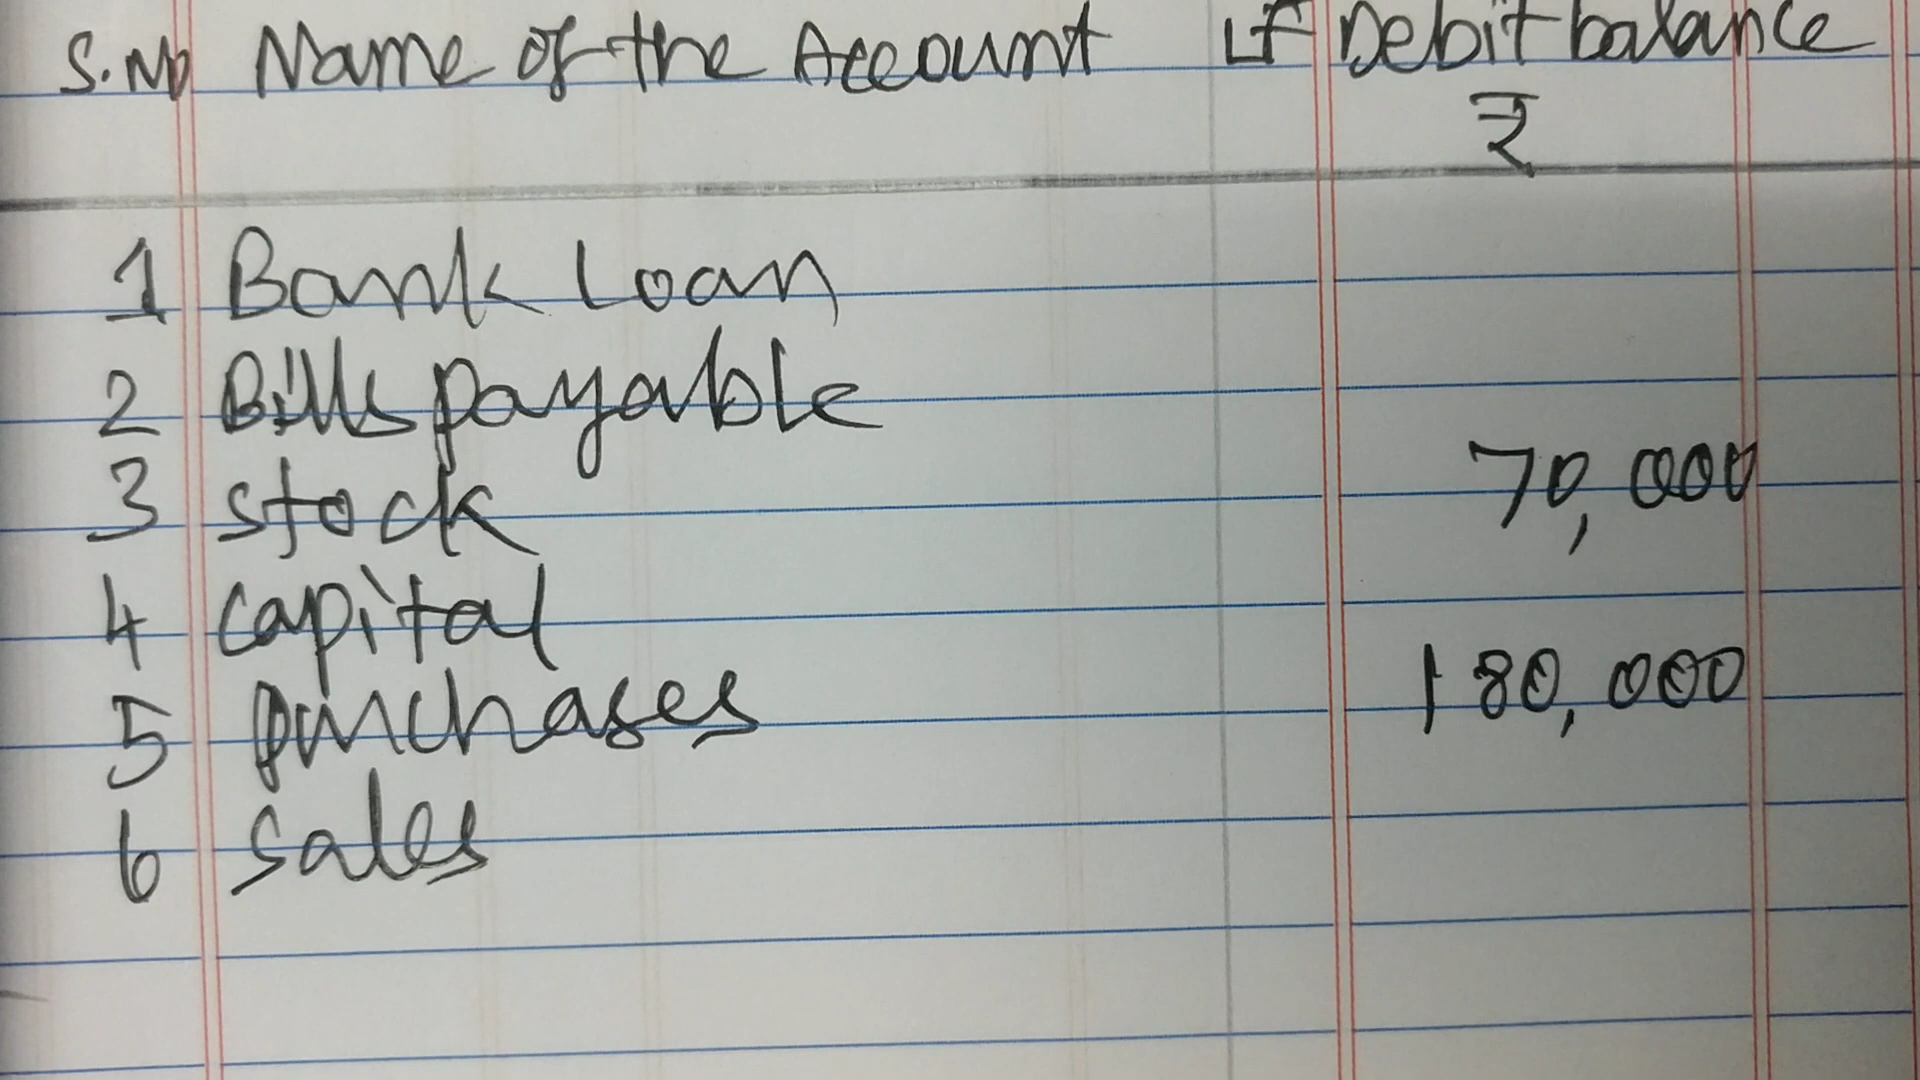 S.No Name of the Account LF Debit balance
₹
1 Bank Loan
2 Bills payable
3 stock 70,000
4 capital
5 purchases 180,000
6 sales